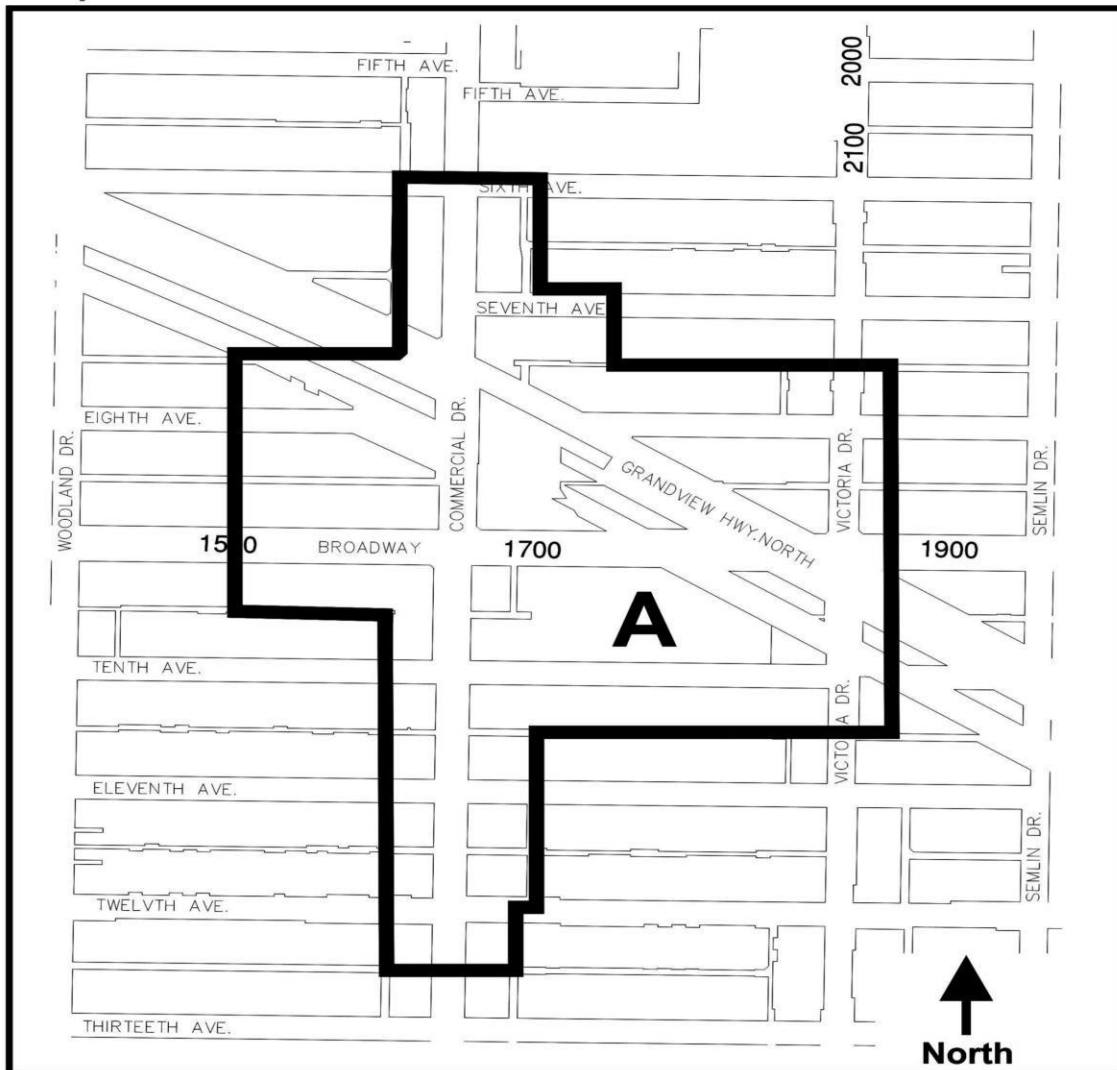 FIFTH AVE.
FIFTH AVE.
2000
2100
SIXTH AVE.
SEVENTH AVE
EIGHTH AVE.
WOODLAND DR.
COMMERCIAL DR.
GRANDVIEW HWY. NORTH
VICTORIA DR.
SEMLIN DR.
1500
BROADWAY
1700
1900
A
TENTH AVE.
VICTORIA DR.
ELEVENTH AVE.
SEMLIN DR.
TWELVTH AVE.
THIRTEETH AVE.
North